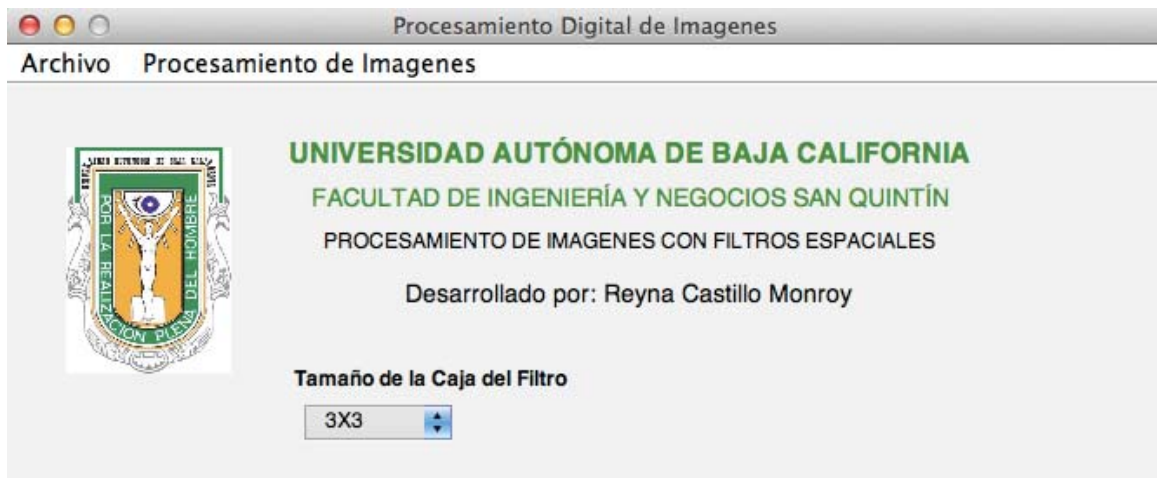 Procesamiento Digital de Imagenes
Archivo Procesamiento de Imagenes
UNIVERSIDAD AUTÓNOMA DE BAJA CALIFORNIA
FACULTAD DE INGENIERÍA Y NEGOCIOS SAN QUINTÍN
PROCESAMIENTO DE IMAGENES CON FILTROS ESPACIALES
Desarrollado por: Reyna Castillo Monroy
POR LA REALIZACION PLENA DEL HOMBRE
Tamaño de la Caja del Filtro
3X3